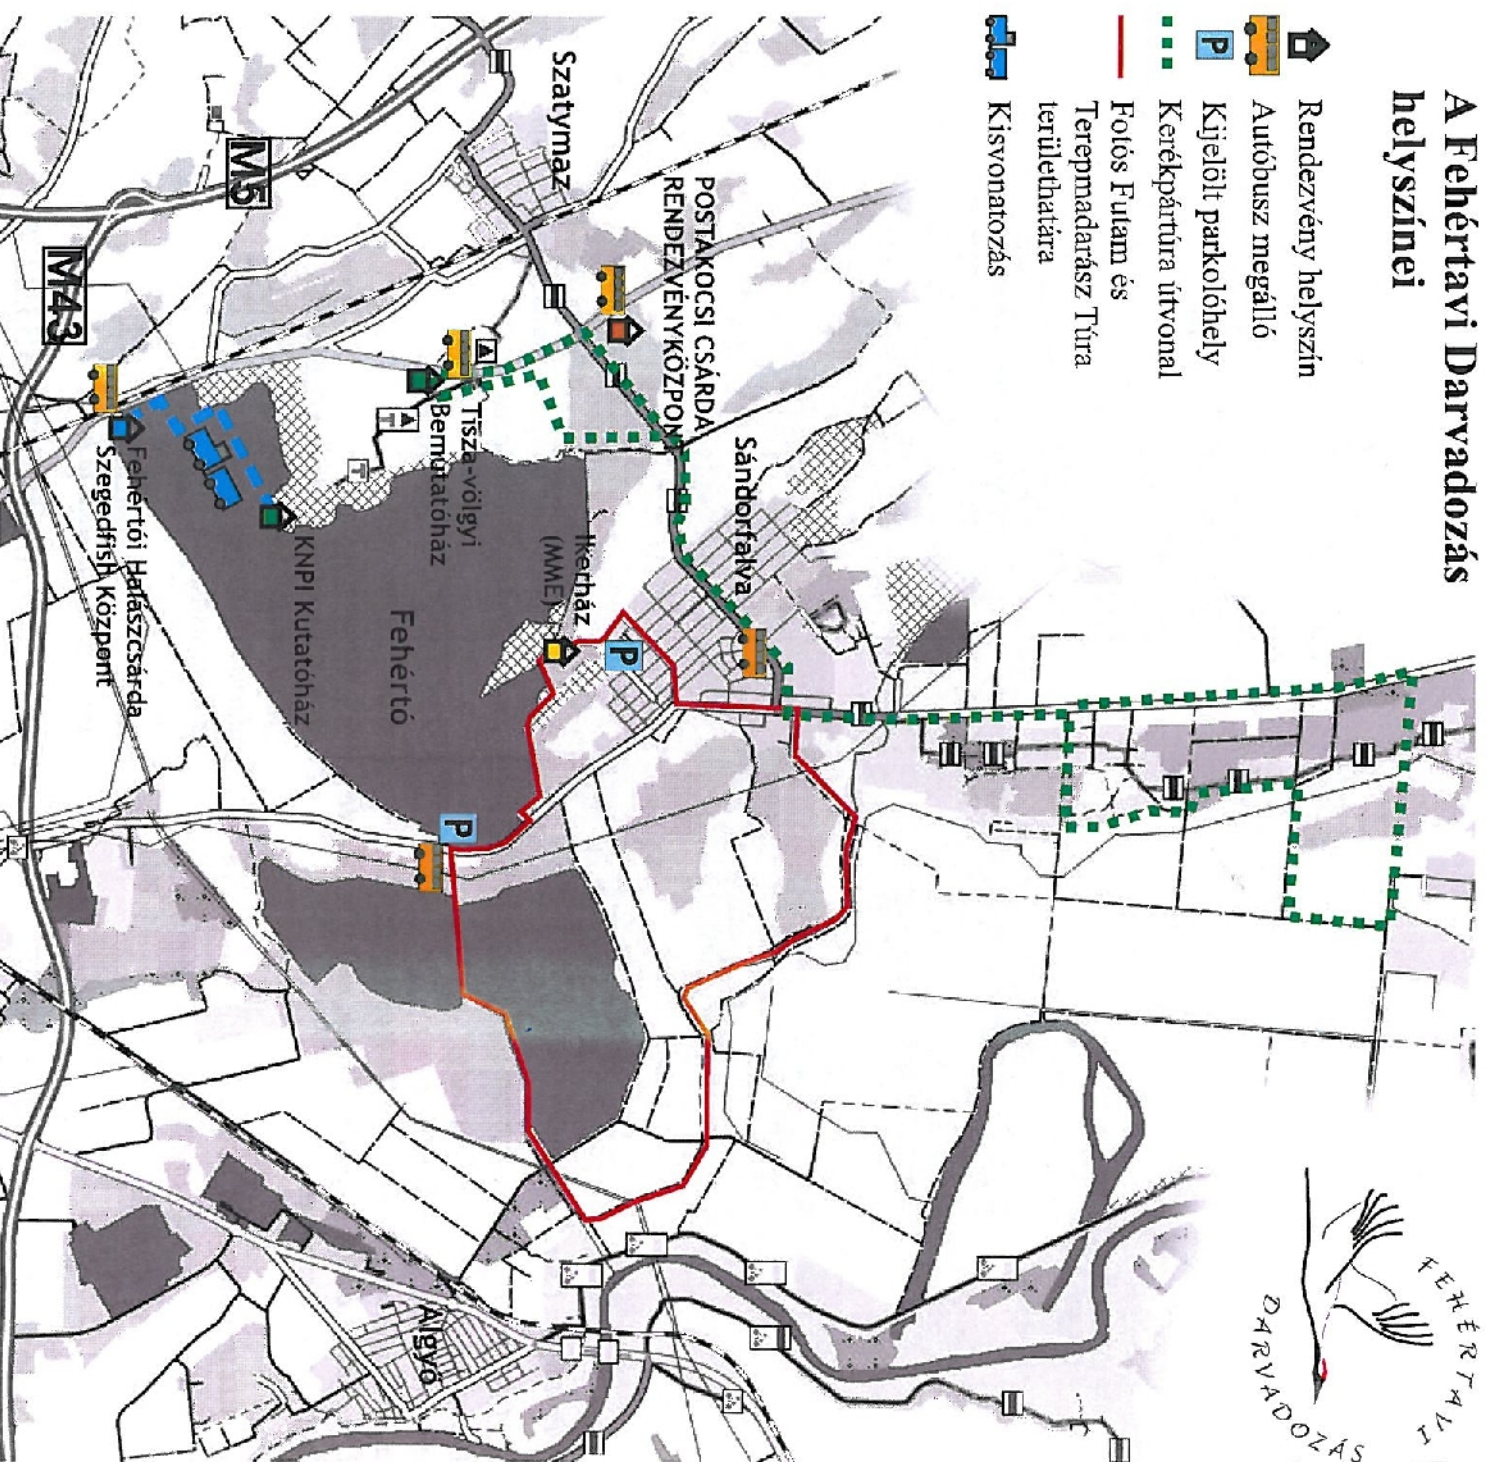 A Fehértavi Darvadozás
helyszínei
Rendezvény helyszín
Autóbusz megálló
P
Kijelölt parkolóhely
Kerékpártúra útvonal
Fotós Futam és
Terepmadarász Túra
területhatára
Kisvonatozás
FEHÉRTAVI
DARVADOZÁS
Szatymaz
POSTAKOCSI CSÁRDA
RENDEZVÉNYKÖZPON
Sándorfalva
M5
M43
Tisza-völgyi
Bemutatóház
Ikerház
(MME)
P
Fehértó
P
KNPI Kutatóház
Fehértói Halászcsárda
Szegedfish Központ
Algyő